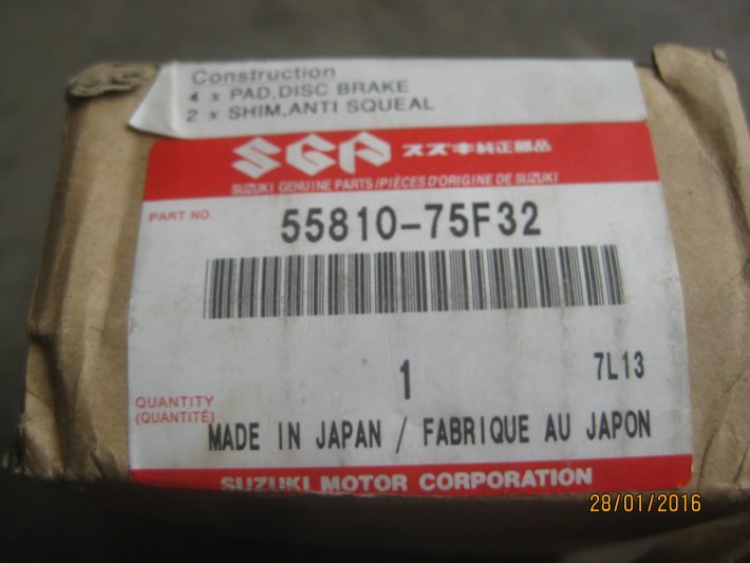 Construction
4 x PAD,DISC BRAKE
2 x SHIM,ANTI SQUEAL
SGP スズキ純正部品
SUZUKI GENUINE PARTS/PIÈCES D'ORIGINE DE SUZUKI
PART NO. 55810-75F32
1 7L13
QUANTITY
(QUANTITÉ)
MADE IN JAPAN / FABRIQUE AU JAPON
SUZUKI MOTOR CORPORATION
28/01/2016